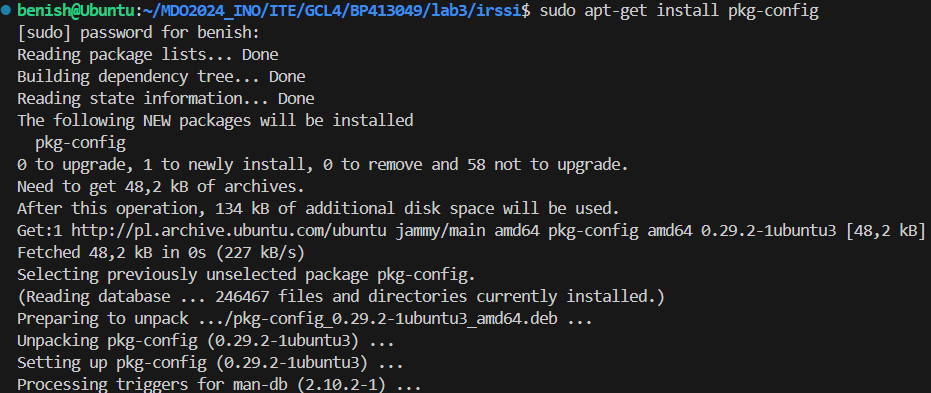 benish@Ubuntu:~/MDO2024_INO/ITE/GCL4/BP413049/lab3/irssi$ sudo apt-get install pkg-config
[sudo] password for benish:
Reading package lists... Done
Building dependency tree... Done
Reading state information... Done
The following NEW packages will be installed
  pkg-config
0 to upgrade, 1 to newly install, 0 to remove and 58 not to upgrade.
Need to get 48,2 kB of archives.
After this operation, 134 kB of additional disk space will be used.
Get:1 http://pl.archive.ubuntu.com/ubuntu jammy/main amd64 pkg-config amd64 0.29.2-1ubuntu3 [48,2 kB]
Fetched 48,2 kB in 0s (227 kB/s)
Selecting previously unselected package pkg-config.
(Reading database ... 246467 files and directories currently installed.)
Preparing to unpack .../pkg-config_0.29.2-1ubuntu3_amd64.deb ...
Unpacking pkg-config (0.29.2-1ubuntu3) ...
Setting up pkg-config (0.29.2-1ubuntu3) ...
Processing triggers for man-db (2.10.2-1) ...